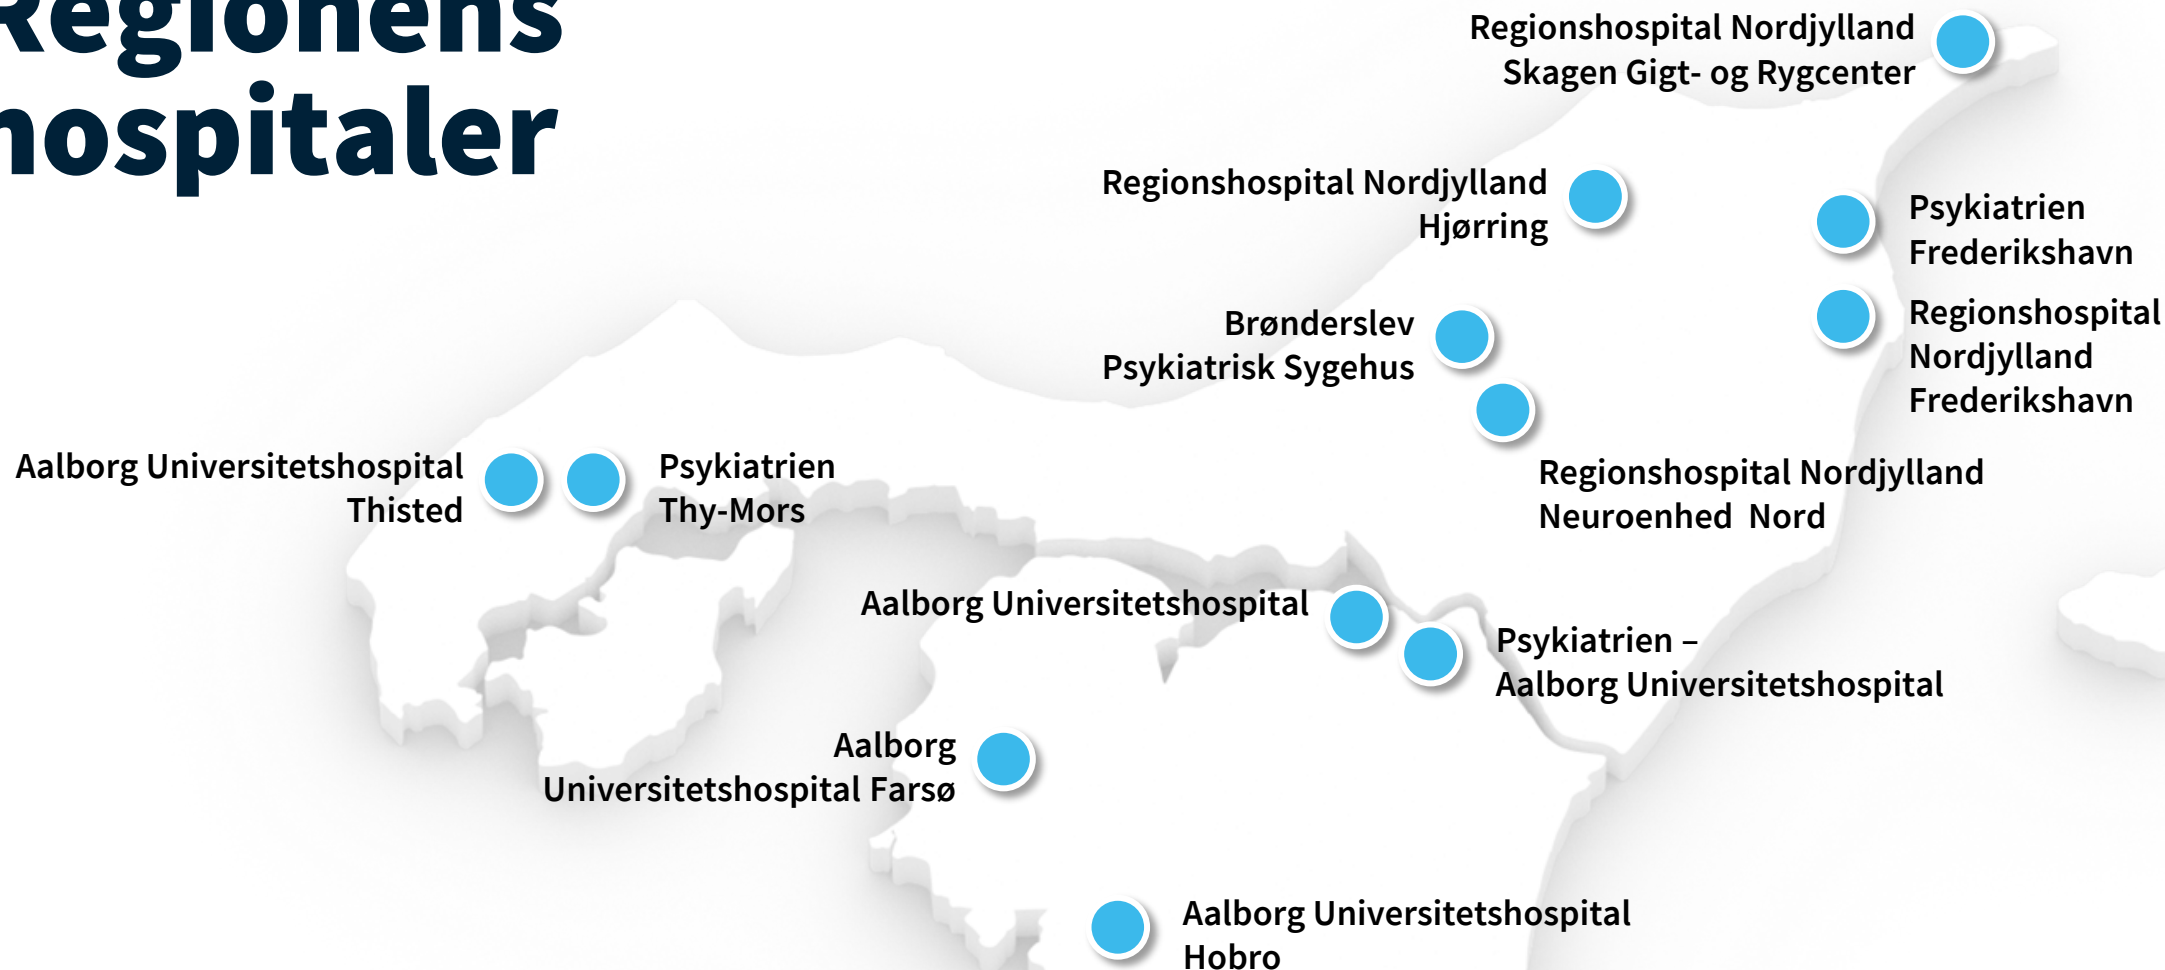 Regionens
hospitaler
Regionshospital Nordjylland
Skagen Gigt- og Rygcenter
Regionshospital Nordjylland
Hjørring
Psykiatrien
Frederikshavn
Brønderslev
Psykiatrisk Sygehus
Regionshospital
Nordjylland
Frederikshavn
Aalborg Universitetshospital
Thisted
Psykiatrien
Thy-Mors
Regionshospital Nordjylland
Neuroenhed Nord
Aalborg Universitetshospital
Psykiatrien –
Aalborg Universitetshospital
Aalborg
Universitetshospital Farsø
Aalborg Universitetshospital
Hobro